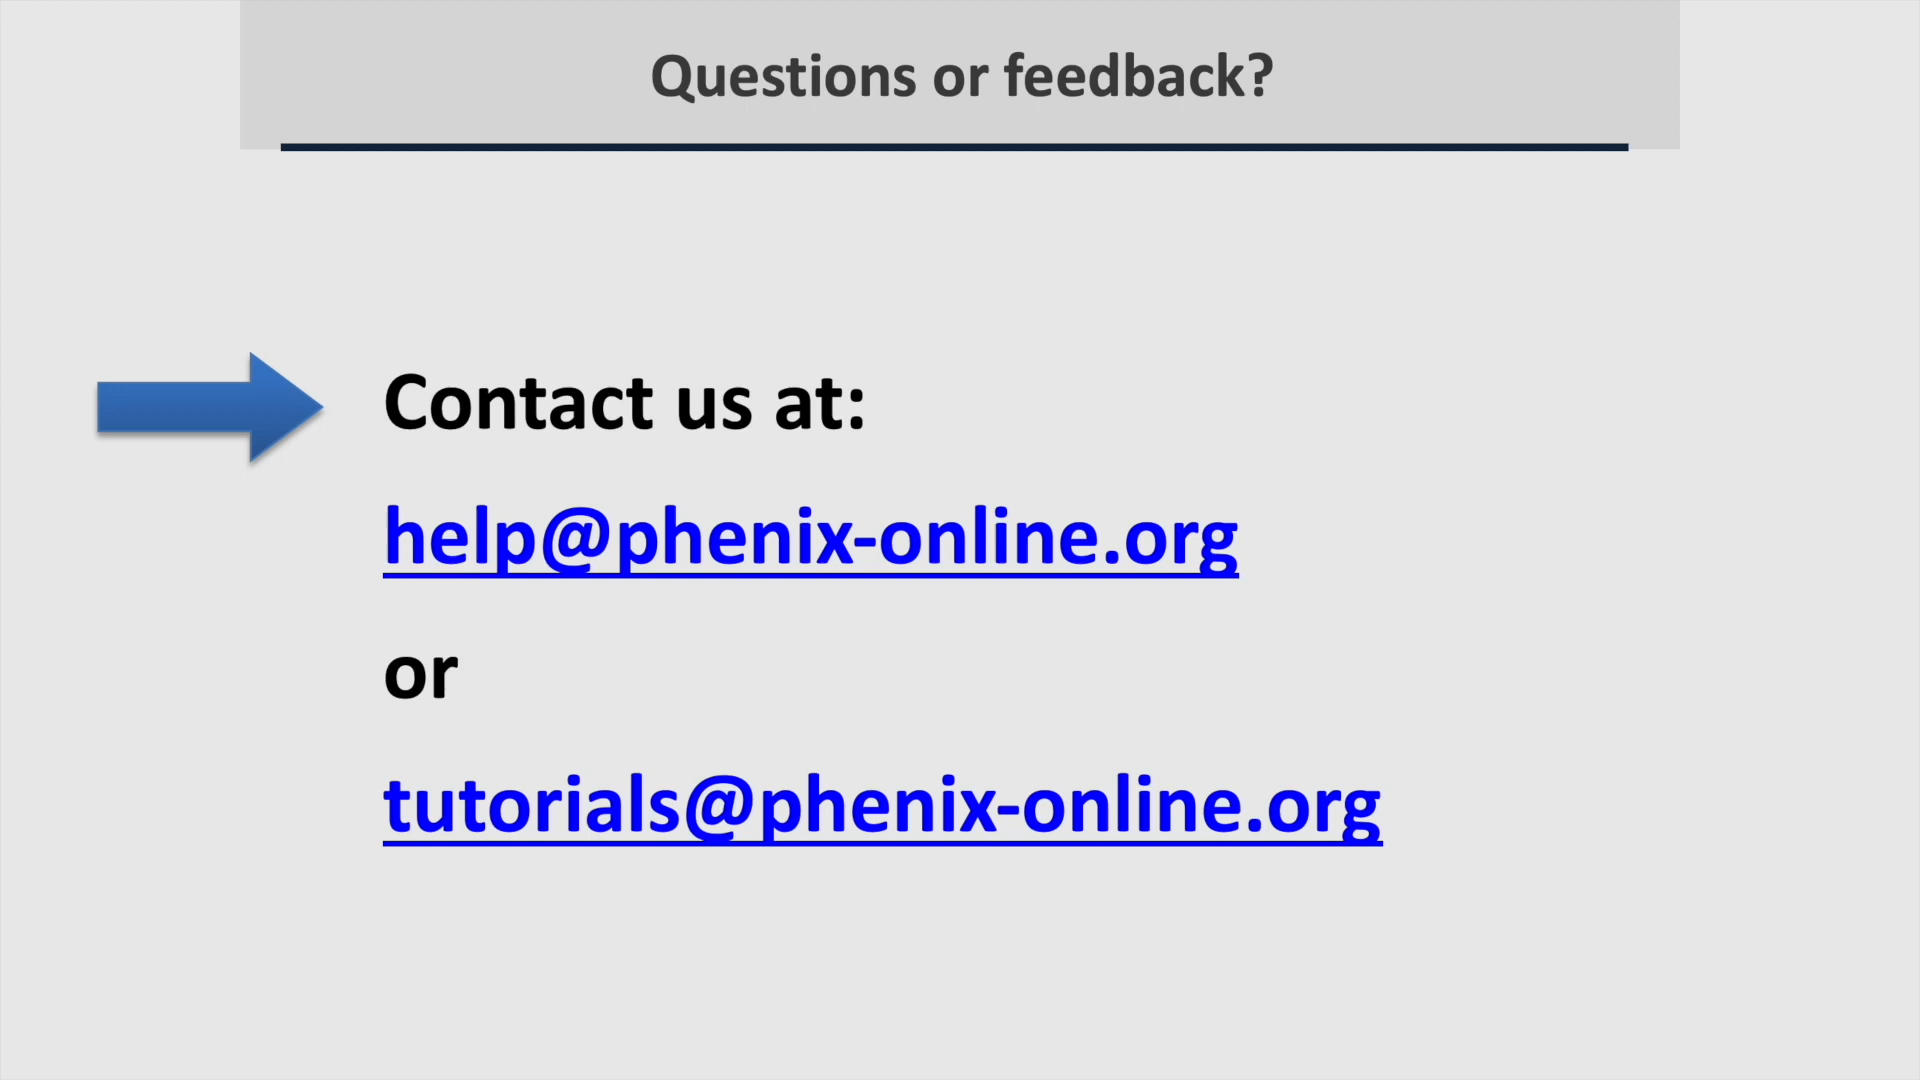 Questions or feedback?
Contact us at:
help@phenix-online.org
or
tutorials@phenix-online.org